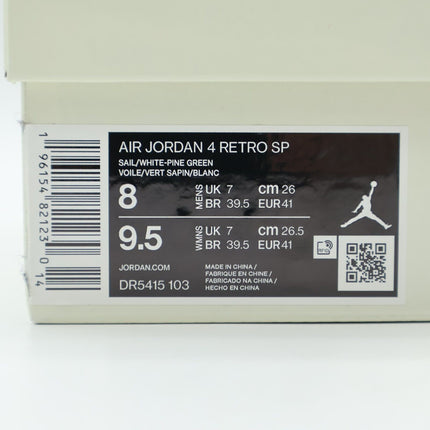 AIR JORDAN 4 RETRO SP
SAIL/WHITE-PINE GREEN
VOILE/VERT SAPIN/BLANC
8 MENS UK 7 cm 26
BR 39.5 EUR 41
9.5 WMNS UK 7 cm 26.5
BR 39.5 EUR 41
JORDAN.COM
DR5415 103
MADE IN CHINA /
FABRIQUE EN CHINE /
FABRICADO NA CHINA /
HECHO EN CHINA
RFID
1 96154 82123 0 14